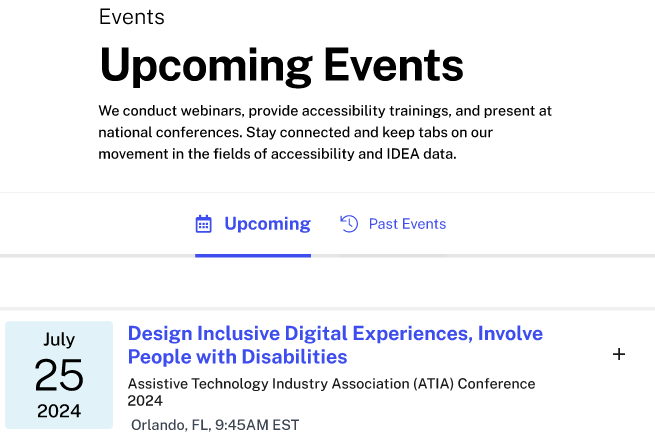 Events
Upcoming Events
We conduct webinars, provide accessibility trainings, and present at
national conferences. Stay connected and keep tabs on our
movement in the fields of accessibility and IDEA data.
Upcoming
Past Events
July
25
2024
Design Inclusive Digital Experiences, Involve
People with Disabilities
Assistive Technology Industry Association (ATIA) Conference
2024
Orlando, FL, 9:45AM EST